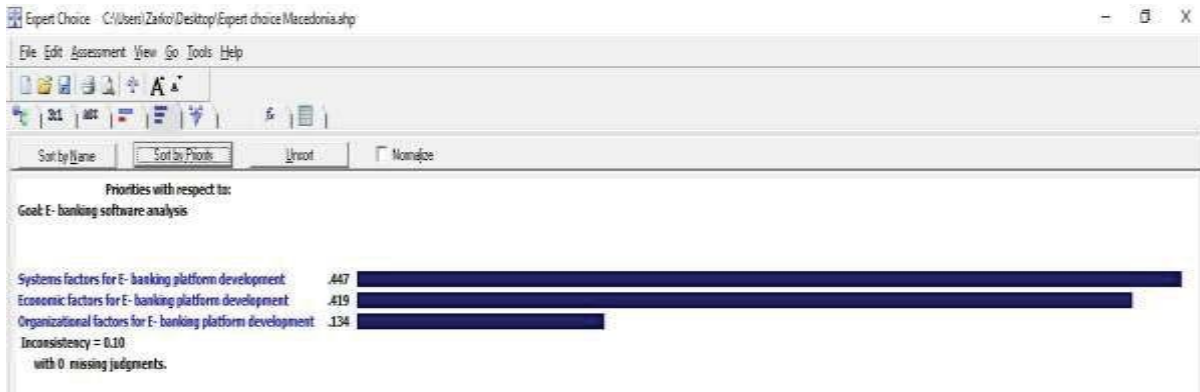 Expert Choice C:\Users\Zarko\Desktop\Expert choice Macedonia.ahp
File Edit Assessment View Go Tools Help
3:1 ABC
Sort by Name Sort by Priority Unsort Normalize
Priorities with respect to:
Goal: E- banking software analysis
Systems factors for E- banking platform development .447
Economic factors for E- banking platform development .419
Organizational factors for E- banking platform development .134
Inconsistency = 0.10
with 0 missing judgments.